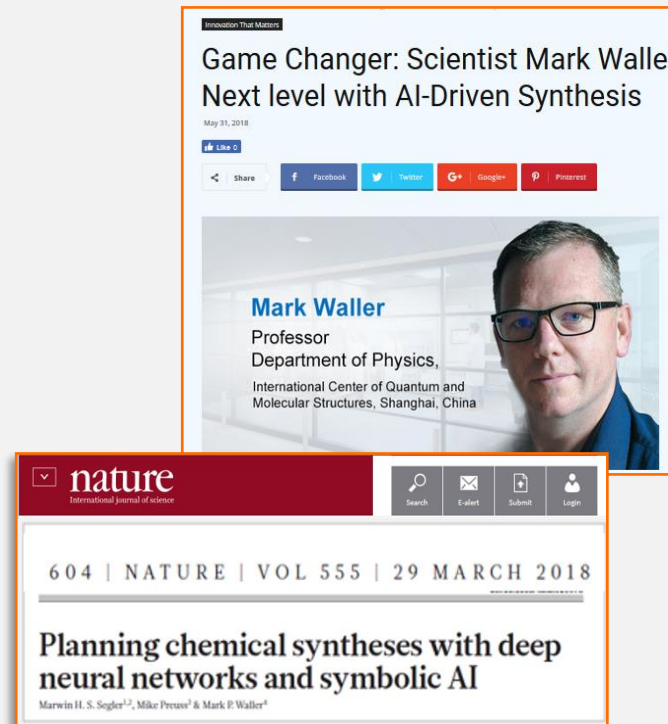 Innovation That Matters
Game Changer: Scientist Mark Walle
Next level with AI-Driven Synthesis
May 31, 2018
Like 0
Share Facebook Twitter Google+ Pinterest
Mark Waller
Professor
Department of Physics,
International Center of Quantum and
Molecular Structures, Shanghai, China
nature
International journal of science
Search E-alert Submit Login
604 | NATURE | VOL 555 | 29 MARCH 2018
Planning chemical syntheses with deep
neural networks and symbolic AI
Marwin H. S. Segler1,2, Mike Preuss3 & Mark P. Waller4